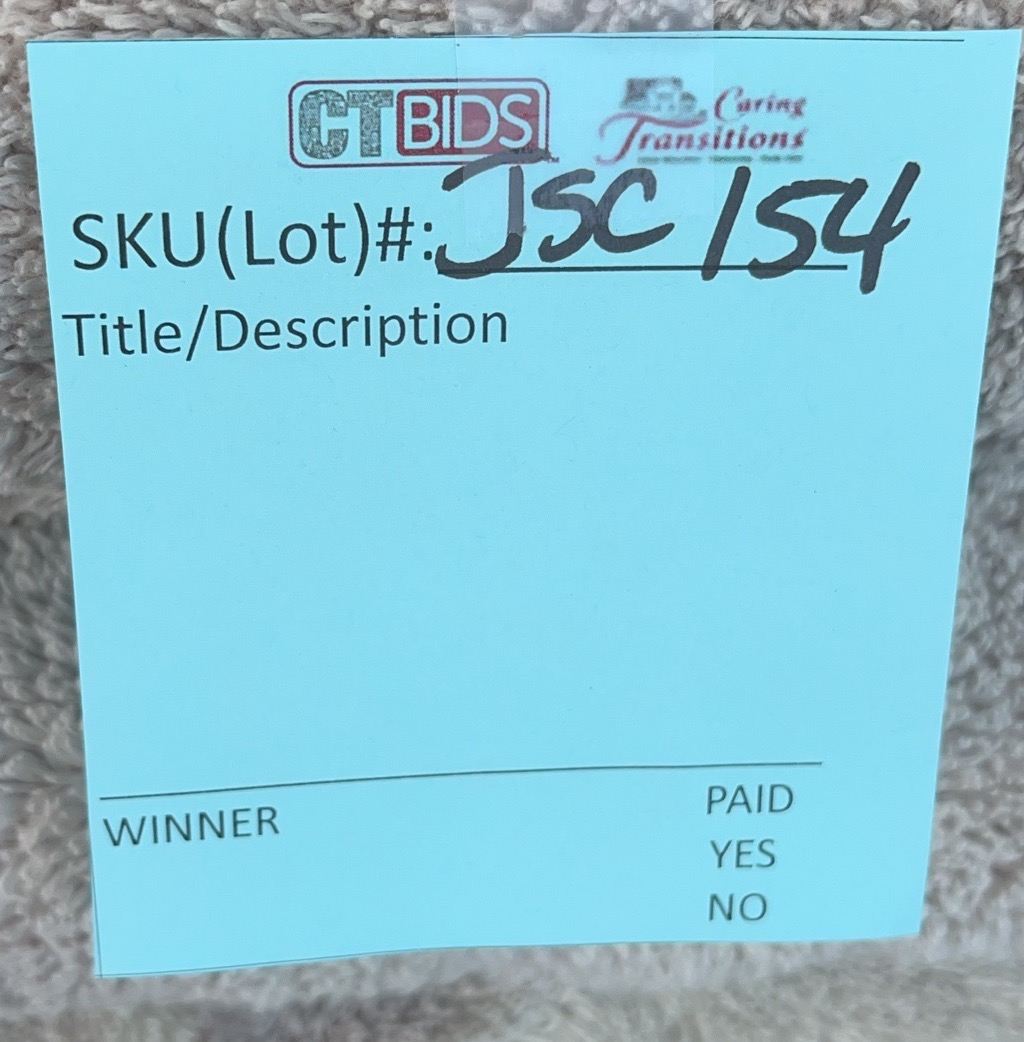 CTBIDS
Caring
Transitions
SKU(Lot)#: JSC 154
Title/Description
WINNER
PAID
YES
NO